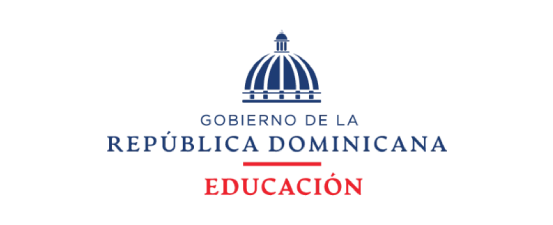 GOBIERNO DE LA
REPÚBLICA DOMINICANA
EDUCACIÓN